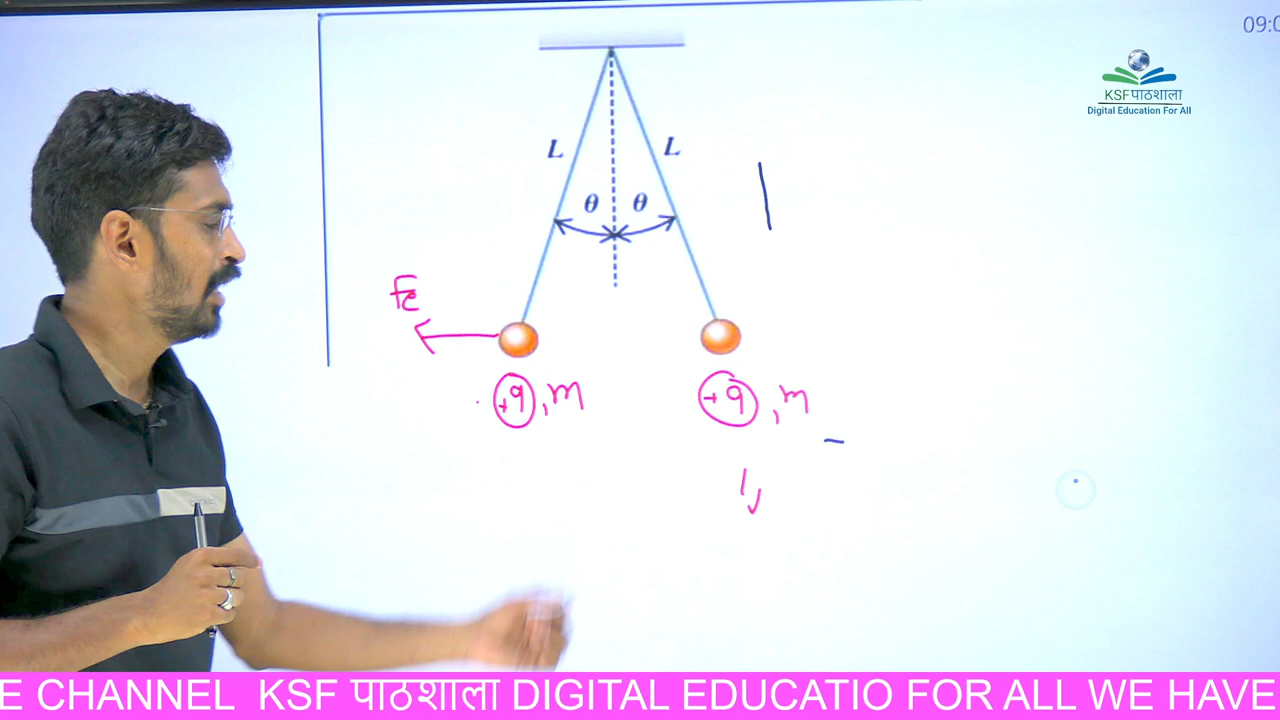 09:0
KSFपाठशाला
Digital Education For All
L L
θ θ
Fe
+q, m +q, m
E CHANNEL KSF पाठशाला DIGITAL EDUCATIO FOR ALL WE HAVE